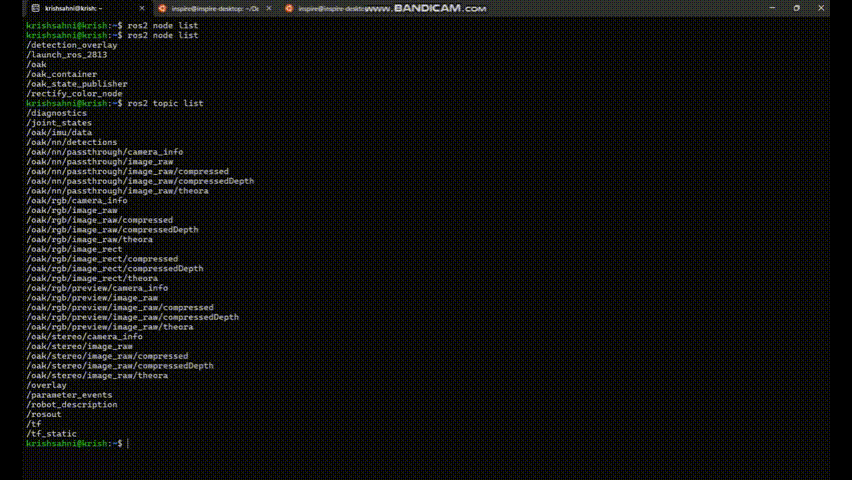 krishsahni@krish: ~
inspire@inspire-desktop: ~/Do
inspire@inspire-desktop
www.BANDICAM.com
krishsahni@krish:~$ ros2 node list
krishsahni@krish:~$ ros2 node list
/detection_overlay
/launch_ros_2813
/oak
/oak_container
/oak_state_publisher
/rectify_color_node
krishsahni@krish:~$ ros2 topic list
/diagnostics
/joint_states
/oak/imu/data
/oak/nn/detections
/oak/nn/passthrough/camera_info
/oak/nn/passthrough/image_raw
/oak/nn/passthrough/image_raw/compressed
/oak/nn/passthrough/image_raw/compressedDepth
/oak/nn/passthrough/image_raw/theora
/oak/rgb/camera_info
/oak/rgb/image_raw
/oak/rgb/image_raw/compressed
/oak/rgb/image_raw/compressedDepth
/oak/rgb/image_raw/theora
/oak/rgb/image_rect
/oak/rgb/image_rect/compressed
/oak/rgb/image_rect/compressedDepth
/oak/rgb/image_rect/theora
/oak/rgb/preview/camera_info
/oak/rgb/preview/image_raw
/oak/rgb/preview/image_raw/compressed
/oak/rgb/preview/image_raw/compressedDepth
/oak/rgb/preview/image_raw/theora
/oak/stereo/camera_info
/oak/stereo/image_raw
/oak/stereo/image_raw/compressed
/oak/stereo/image_raw/compressedDepth
/oak/stereo/image_raw/theora
/overlay
/parameter_events
/robot_description
/rosout
/tf
/tf_static
krishsahni@krish:~$